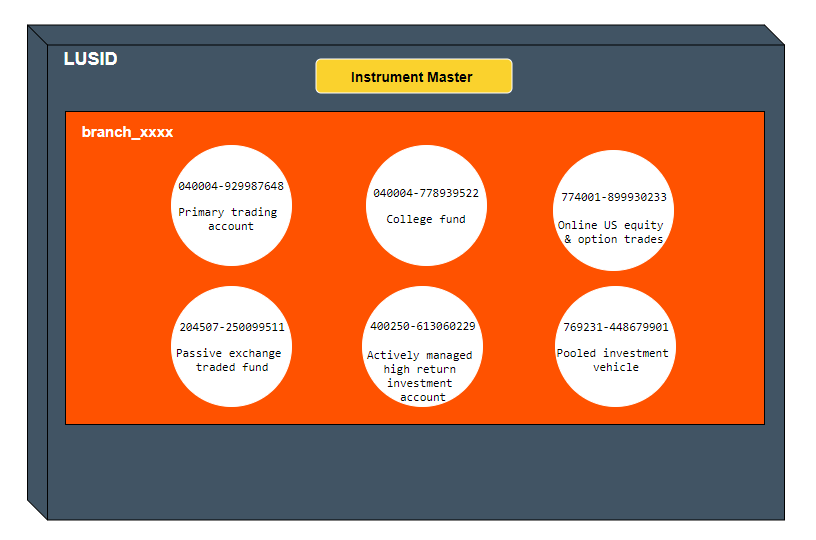 LUSID
Instrument Master
branch_xxxx
040004-929987648
Primary trading
account
040004-778939522
College fund
774001-899930233
Online US equity
& option trades
204507-250099511
Passive exchange
traded fund
400250-613060229
Actively managed
high return
investment
account
769231-448679901
Pooled investment
vehicle